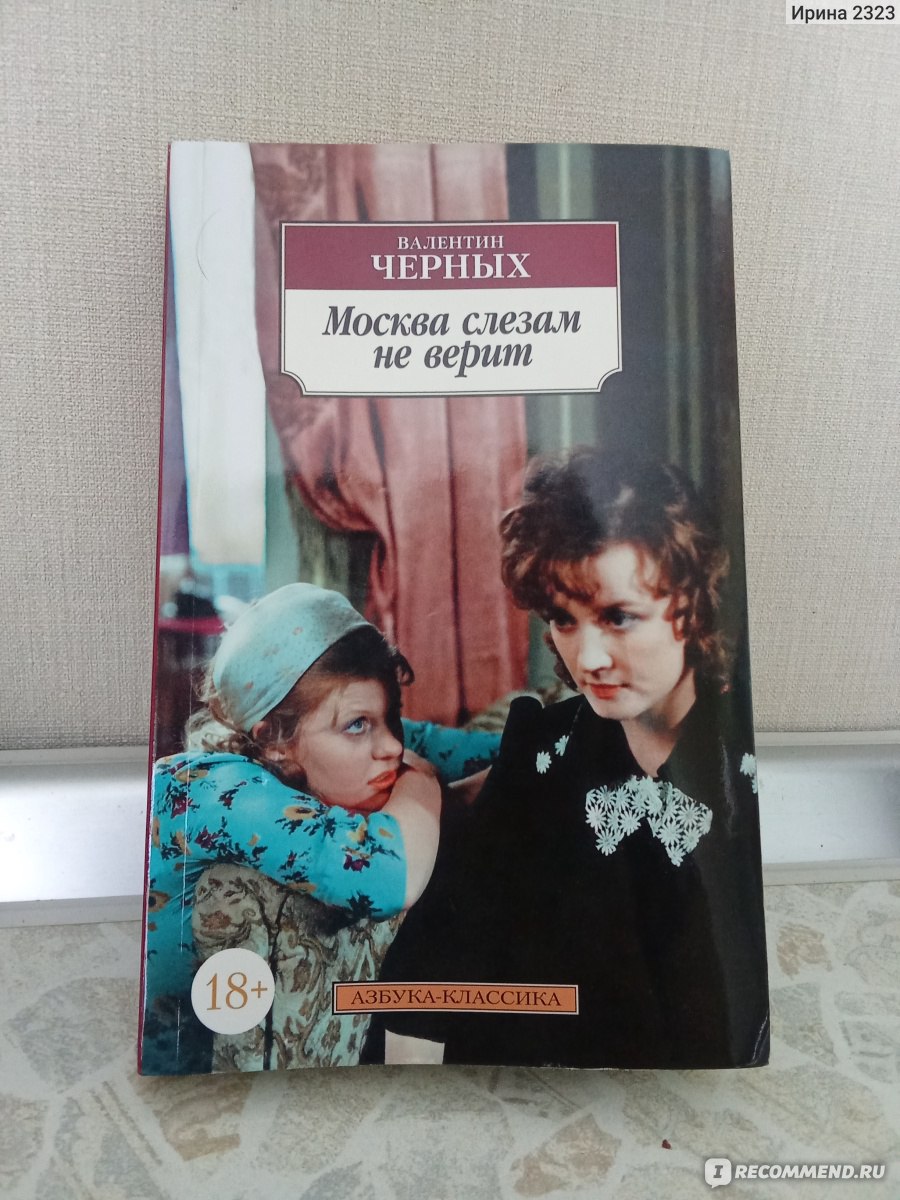 Ирина 2323
ВАЛЕНТИН
ЧЕРНЫХ
Москва слезам
не верит
18+
АЗБУКА-КЛАССИКА
I RECOMMEND.RU